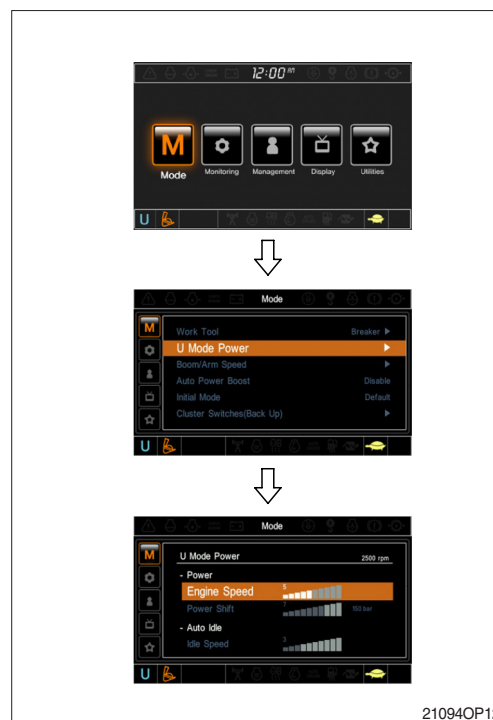 12:00 AM
M
Mode Monitoring Management Display Utilities
U
Mode
M
Work Tool Breaker
U Mode Power
Boom/Arm Speed
Auto Power Boost Disable
Initial Mode Default
Cluster Switches(Back Up)
U
Mode
M
U Mode Power 2500 rpm
- Power
Engine Speed 5
Power Shift 7 153 bar
- Auto Idle
Idle Speed 3
U